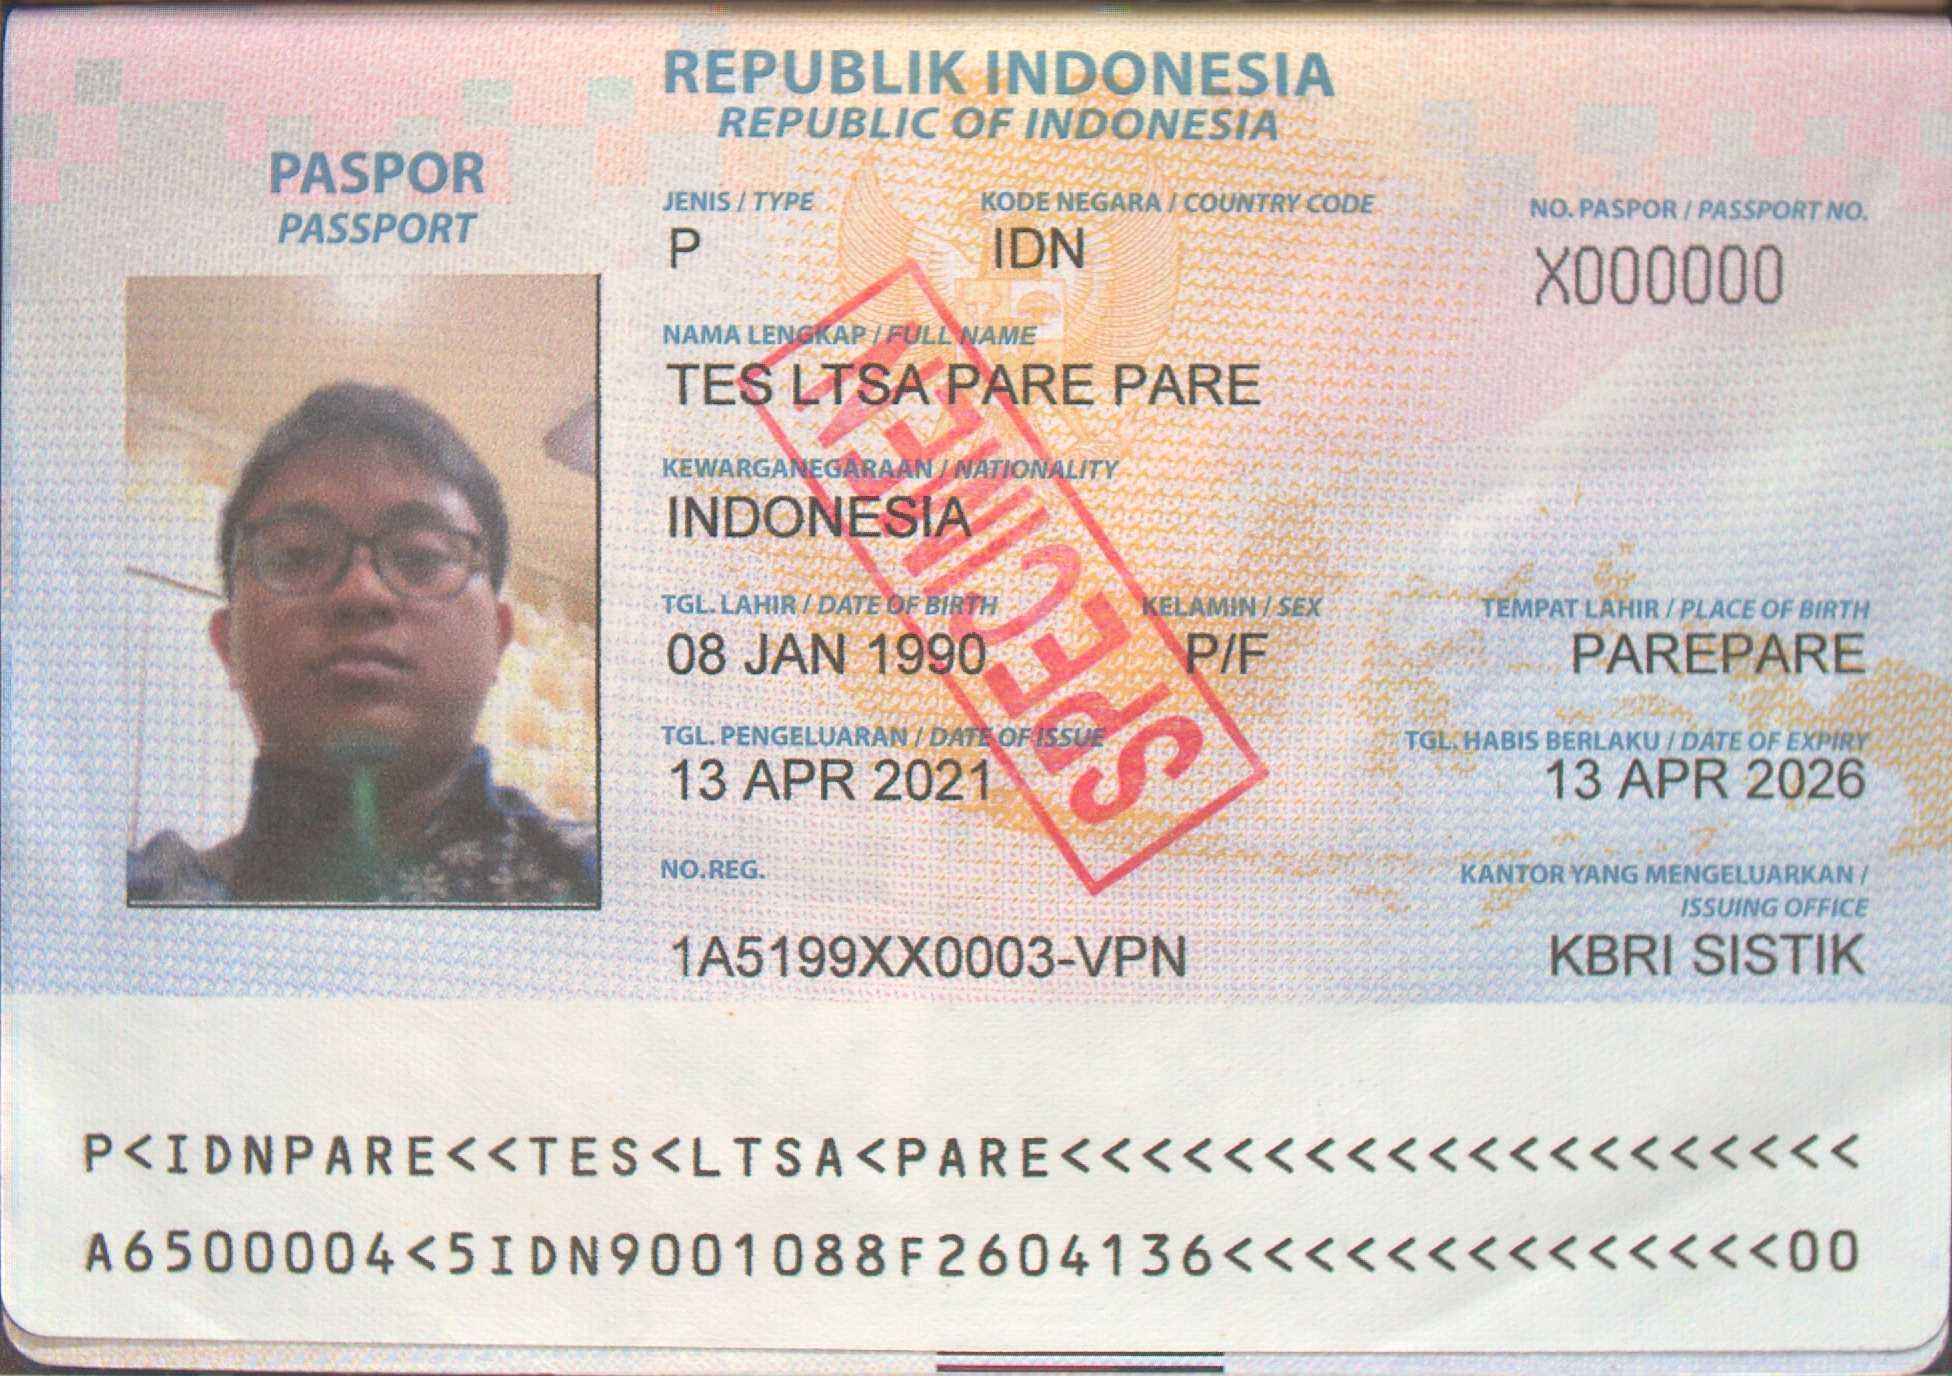 REPUBLIK INDONESIA
REPUBLIC OF INDONESIA
PASPOR
PASSPORT
JENIS / TYPE
P
KODE NEGARA / COUNTRY CODE
IDN
NO. PASPOR / PASSPORT NO.
X000000
NAMA LENGKAP / FULL NAME
TES LTSA PARE PARE
KEWARGANEGARAAN / NATIONALITY
INDONESIA
TGL. LAHIR / DATE OF BIRTH
08 JAN 1990
KELAMIN / SEX
P/F
TEMPAT LAHIR / PLACE OF BIRTH
PAREPARE
TGL. PENGELUARAN / DATE OF ISSUE
13 APR 2021
TGL. HABIS BERLAKU / DATE OF EXPIRY
13 APR 2026
NO. REG.
1A5199XX0003-VPN
KANTOR YANG MENGELUARKAN /
ISSUING OFFICE
KBRI SISTIK
SPECIMEN
P<IDNPARE<<TES<LTSA<PARE<<<<<<<<<<<<<<<<<<<<
A6500004<5IDN9001088F2604136<<<<<<<<<<<<<<00